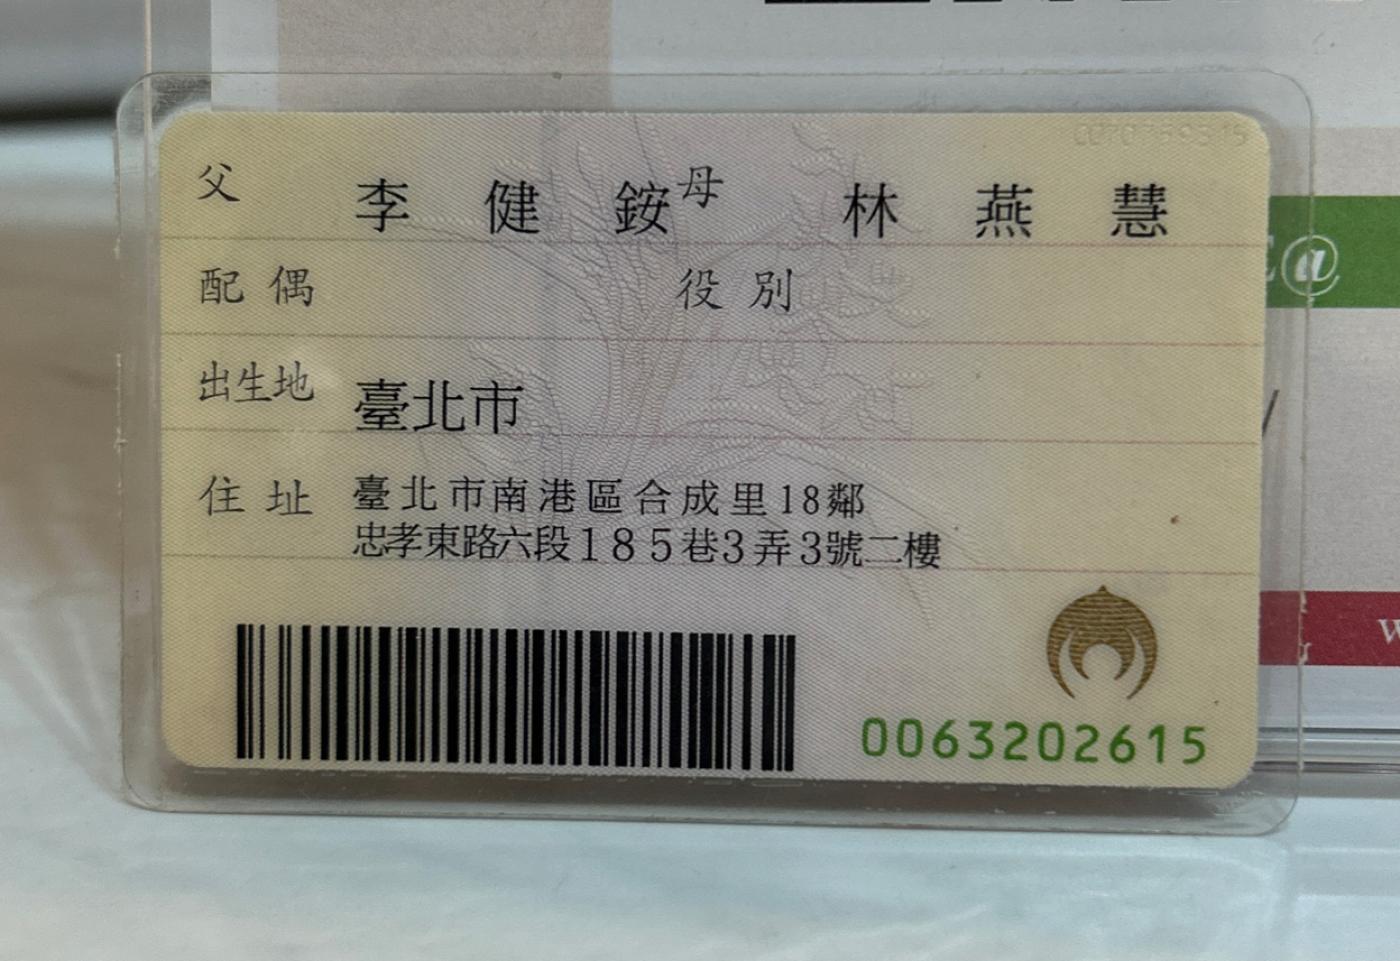 父 李健銨 母 林燕慧
配偶 役別
出生地 臺北市
住址 臺北市南港區合成里18鄰
忠孝東路六段185巷3弄3號二樓
0063202615
E@
w